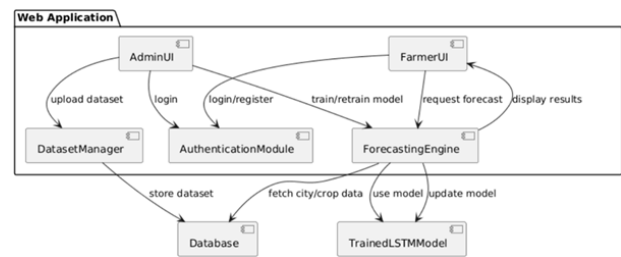 Web Application
AdminUI
FarmerUI
upload dataset
login
login/register
train/retrain model
request forecast
display results
DatasetManager
AuthenticationModule
ForecastingEngine
store dataset
fetch city/crop data
use model
update model
Database
TrainedLSTMModel